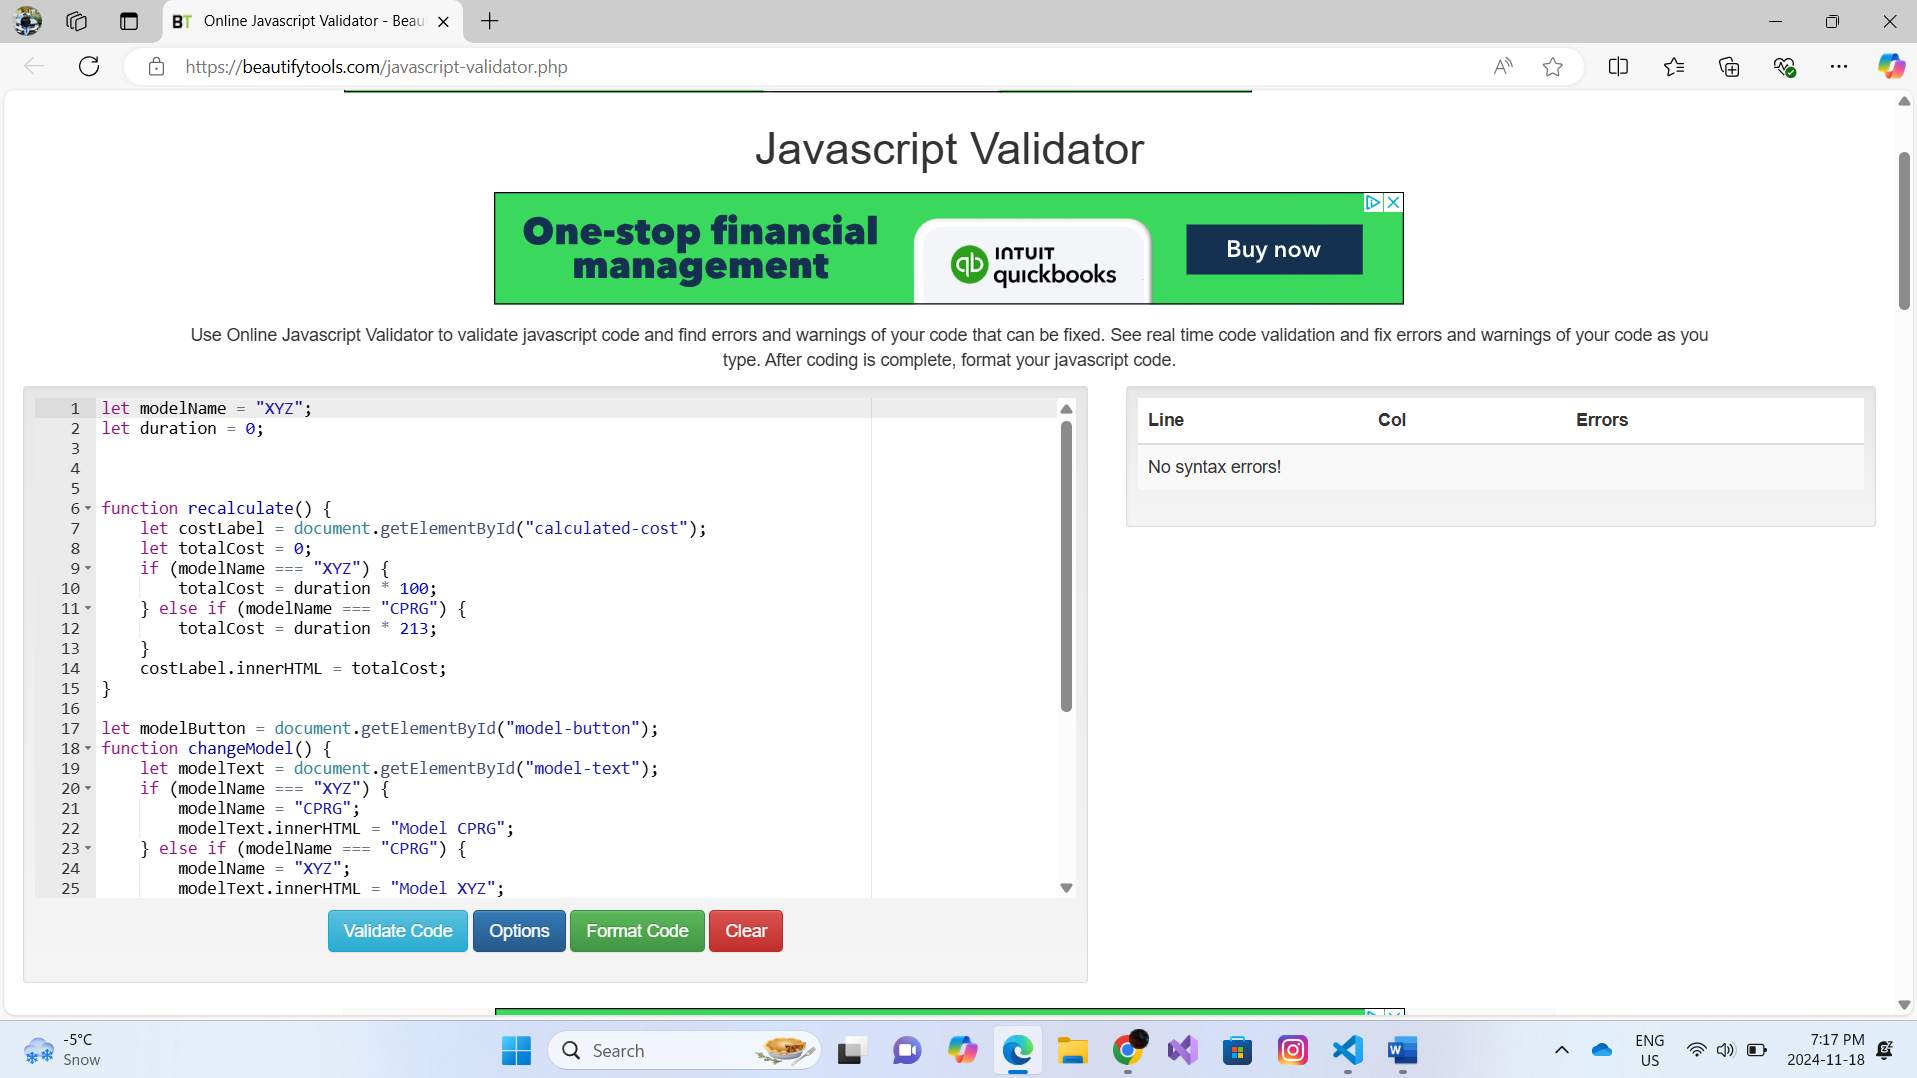 BT Online Javascript Validator - Beau
https://beautifytools.com/javascript-validator.php
Javascript Validator
One-stop financial
management
qb INTUIT
quickbooks
Buy now
Use Online Javascript Validator to validate javascript code and find errors and warnings of your code that can be fixed. See real time code validation and fix errors and warnings of your code as you
type. After coding is complete, format your javascript code.
1 let modelName = "XYZ";
2 let duration = 0;
3
4
5
6 function recalculate() {
7     let costLabel = document.getElementById("calculated-cost");
8     let totalCost = 0;
9     if (modelName === "XYZ") {
10         totalCost = duration * 100;
11     } else if (modelName === "CPRG") {
12         totalCost = duration * 213;
13     }
14     costLabel.innerHTML = totalCost;
15 }
16
17 let modelButton = document.getElementById("model-button");
18 function changeModel() {
19     let modelText = document.getElementById("model-text");
20     if (modelName === "XYZ") {
21         modelName = "CPRG";
22         modelText.innerHTML = "Model CPRG";
23     } else if (modelName === "CPRG") {
24         modelName = "XYZ";
25         modelText.innerHTML = "Model XYZ";
Line Col Errors
No syntax errors!
Validate Code Options Format Code Clear
-5°C
Snow
Search
ENG
US
7:17 PM
2024-11-18